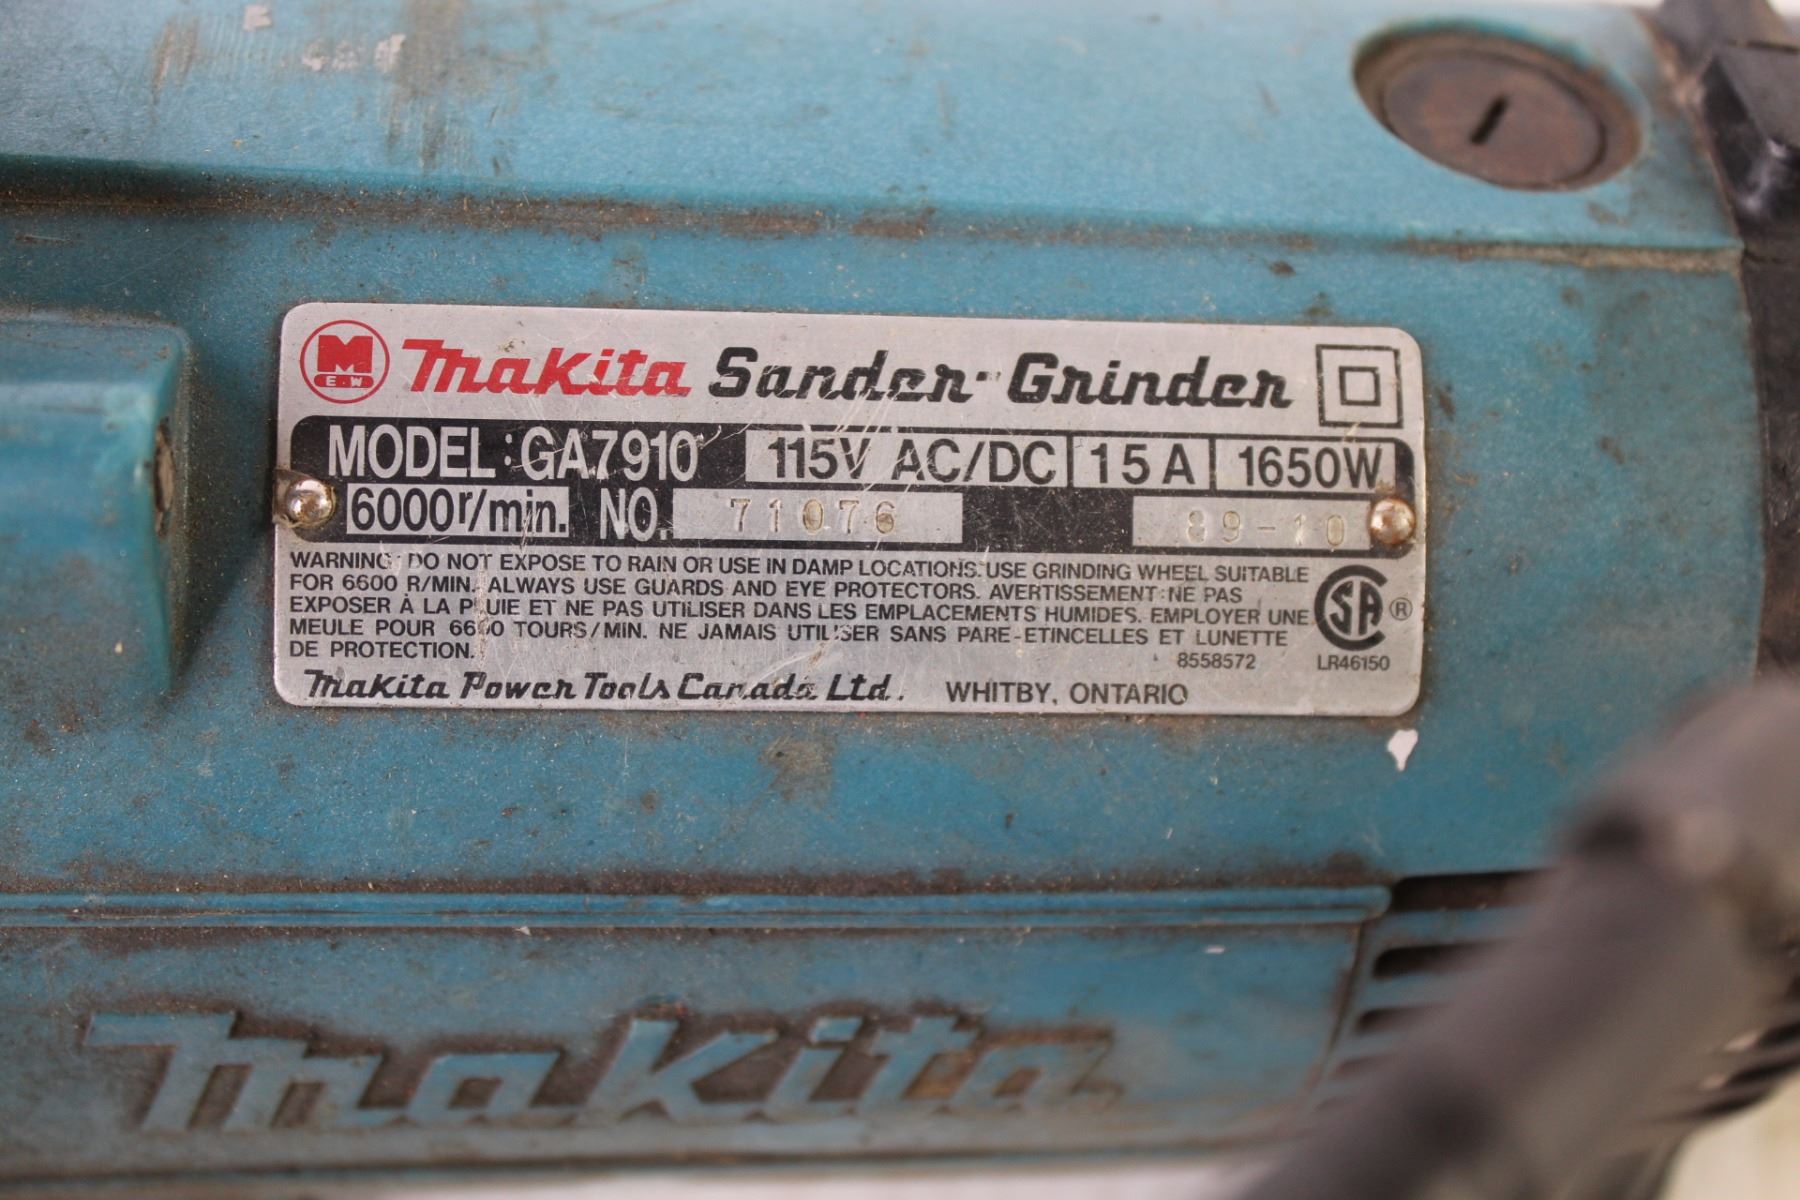 M
E.W
Makita Sander-Grinder
MODEL: GA7910 115V AC/DC 15A 1650W
6000r/min. NO. 71076 89-10
WARNING: DO NOT EXPOSE TO RAIN OR USE IN DAMP LOCATIONS. USE GRINDING WHEEL SUITABLE
FOR 6600 R/MIN. ALWAYS USE GUARDS AND EYE PROTECTORS. AVERTISSEMENT: NE PAS
EXPOSER À LA PLUIE ET NE PAS UTILISER DANS LES EMPLACEMENTS HUMIDES. EMPLOYER UNE
MEULE POUR 6600 TOURS/MIN. NE JAMAIS UTILISER SANS PARE-ETINCELLES ET LUNETTE
DE PROTECTION.
8558572
SA ®
LR46150
Makita Power Tools Canada Ltd. WHITBY, ONTARIO
Makita